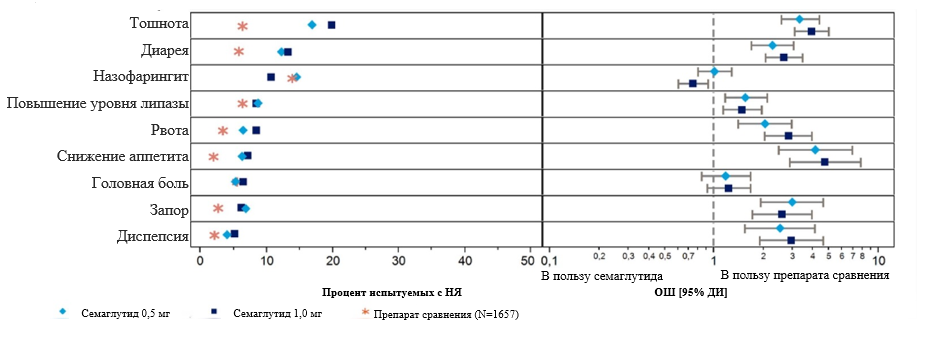 Тошнота
Диарея
Назофарингит
Повышение уровня липазы
Рвота
Снижение аппетита
Головная боль
Запор
Диспепсия
0 10 20 30 40 50 0,1 0,2 0,3 0,4 0,5 0,7 1 2 3 4 5 6 7 8 10
В пользу семаглутида В пользу препарата сравнения
Процент испытуемых с НЯ ОШ [95% ДИ]
Семаглутид 0,5 мг Семаглутид 1,0 мг Препарат сравнения (N=1657)